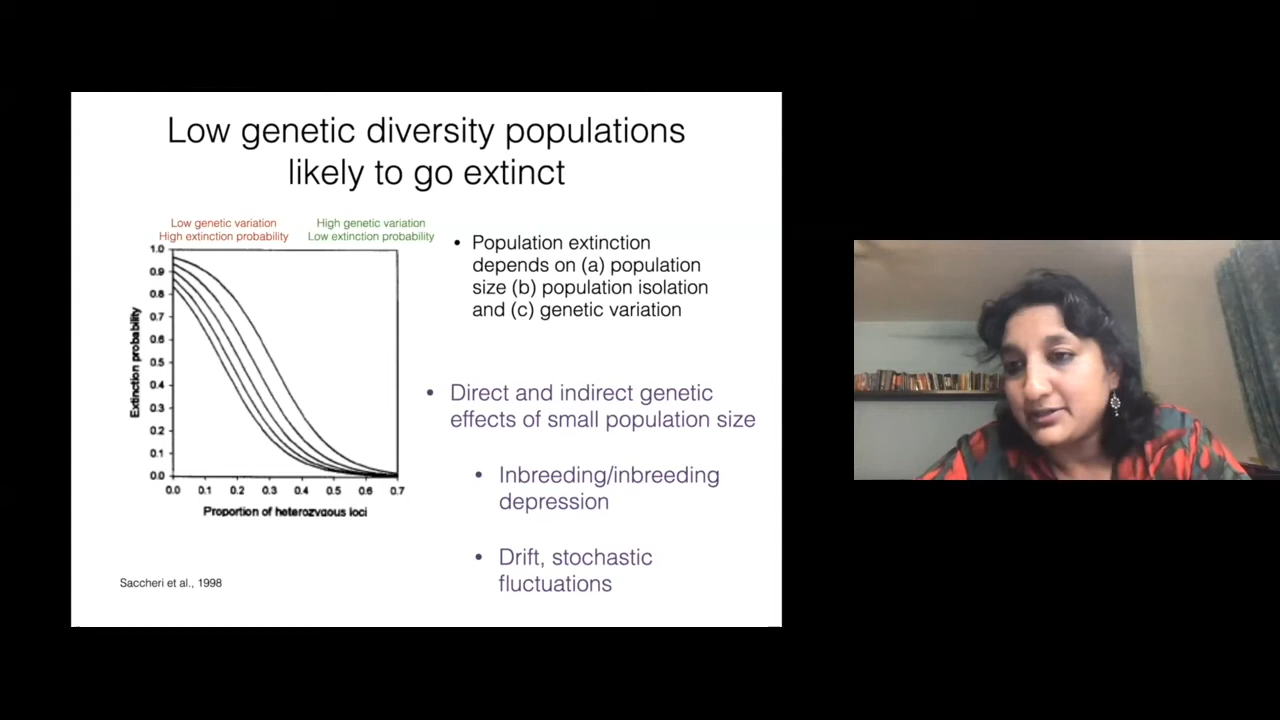 Low genetic diversity populations
likely to go extinct
Low genetic variation
High extinction probability
High genetic variation
Low extinction probability
1.0
0.9
0.8
0.7
0.6
0.5
0.4
0.3
0.2
0.1
0.0
Extinction probability
0.0 0.1 0.2 0.3 0.4 0.5 0.6 0.7
Proportion of heterozygous loci
• Population extinction
depends on (a) population
size (b) population isolation
and (c) genetic variation
• Direct and indirect genetic
effects of small population size
• Inbreeding/inbreeding
depression
• Drift, stochastic
fluctuations
Saccheri et al., 1998